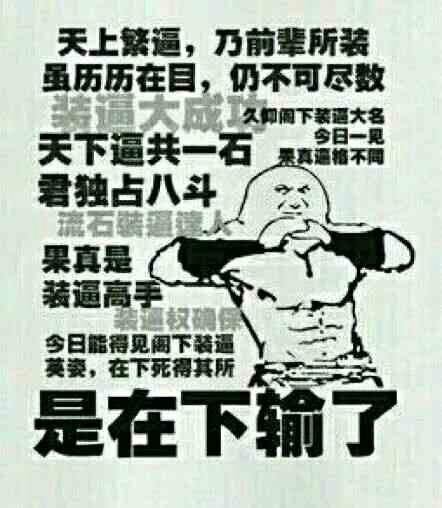 天上繁逼，乃前辈所装
虽历历在目，仍不可尽数
装逼大成功
久仰阁下装逼大名
今日一见
果真逼格不同
天下逼共一石
君独占八斗
流石装逼達人
果真是
装逼高手
装逼权确保
今日能得见阁下装逼
英姿，在下死得其所
是在下输了